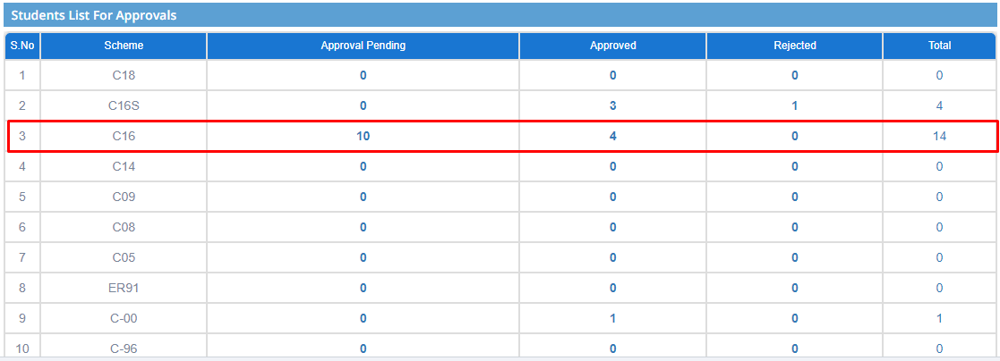 Students List For Approvals
S.No Scheme Approval Pending Approved Rejected Total
1 C18 0 0 0 0
2 C16S 0 3 1 4
3 C16 10 4 0 14
4 C14 0 0 0 0
5 C09 0 0 0 0
6 C08 0 0 0 0
7 C05 0 0 0 0
8 ER91 0 0 0 0
9 C-00 0 1 0 1
10 C-96 0 0 0 0